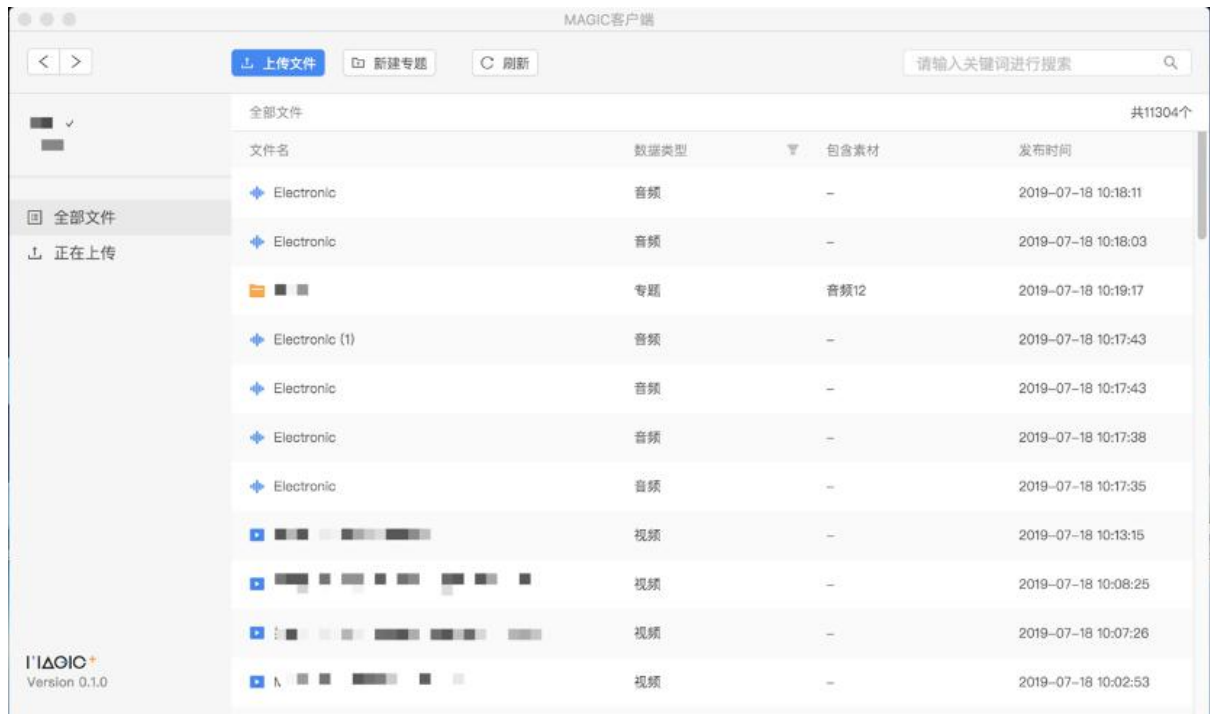 MAGIC客户端
上传文件 新建专题 刷新 请输入关键词进行搜索
全部文件 共11304个
文件名 数据类型 包含素材 发布时间
Electronic 音频 – 2019-07-18 10:18:11
全部文件
Electronic 音频 – 2019-07-18 10:18:03
正在上传
专题 音频12 2019-07-18 10:19:17
Electronic (1) 音频 – 2019-07-18 10:17:43
Electronic 音频 – 2019-07-18 10:17:43
Electronic 音频 – 2019-07-18 10:17:38
Electronic 音频 – 2019-07-18 10:17:35
视频 – 2019-07-18 10:13:15
视频 – 2019-07-18 10:08:25
视频 – 2019-07-18 10:07:26
MAGIC+
Version 0.1.0
视频 – 2019-07-18 10:02:53